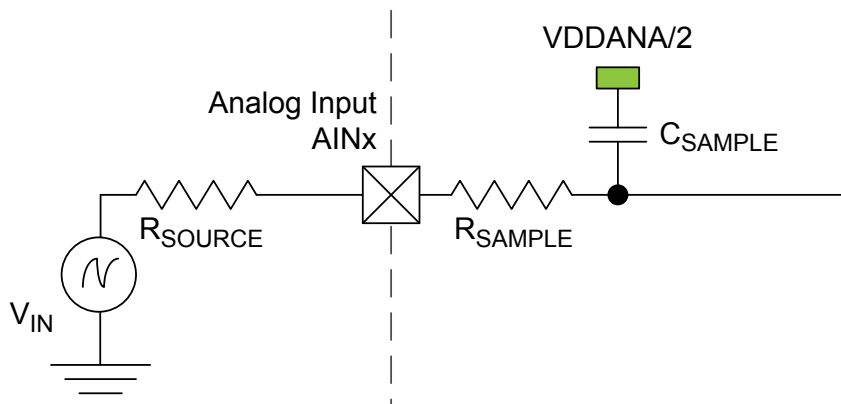 VDDANA/2
Analog Input
AINx
CSAMPLE
RSOURCE
RSAMPLE
VIN